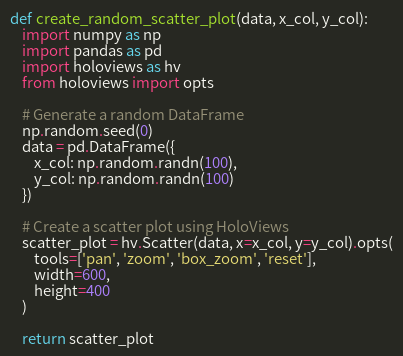 def create_random_scatter_plot(data, x_col, y_col):
    import numpy as np
    import pandas as pd
    import holoviews as hv
    from holoviews import opts

    # Generate a random DataFrame
    np.random.seed(0)
    data = pd.DataFrame({
        x_col: np.random.randn(100),
        y_col: np.random.randn(100)
    })

    # Create a scatter plot using HoloViews
    scatter_plot = hv.Scatter(data, x=x_col, y=y_col).opts(
        tools=['pan', 'zoom', 'box_zoom', 'reset'],
        width=600,
        height=400
    )

    return scatter_plot